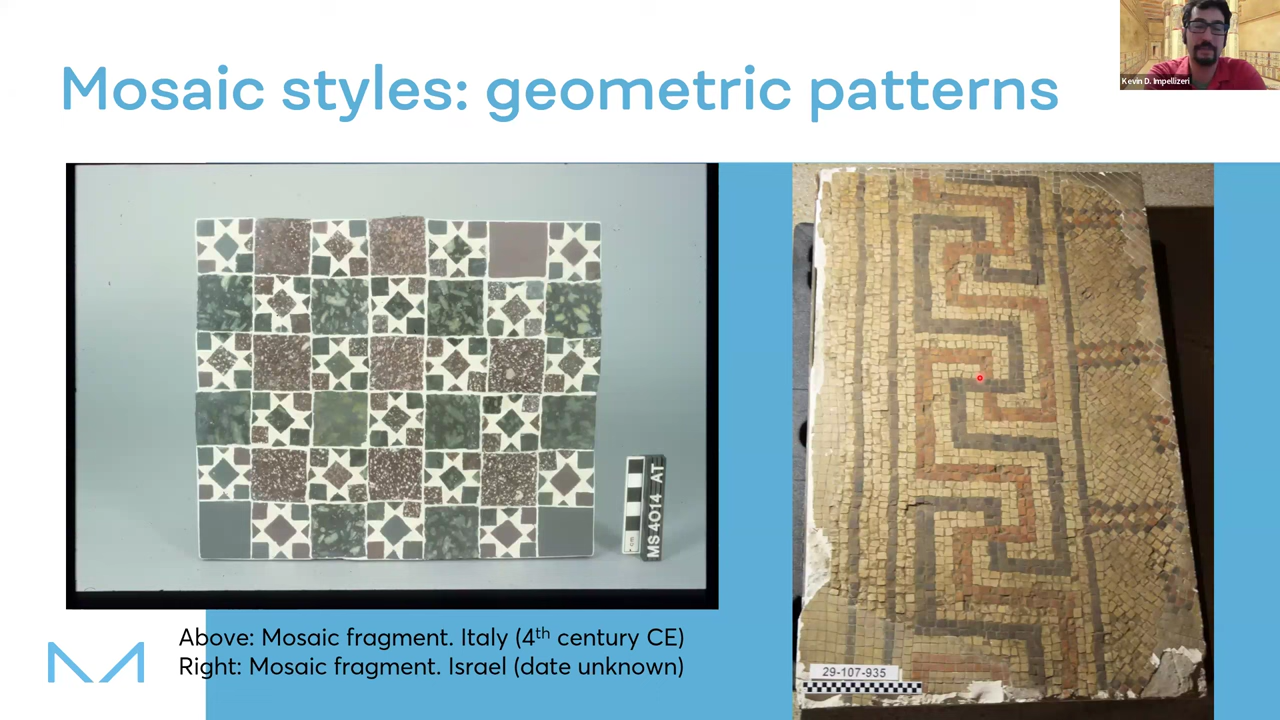 Mosaic styles: geometric patterns
Kevin D. Impellizeri
MS 4014 AT
cm
29-107-935
Above: Mosaic fragment. Italy (4th century CE)
Right: Mosaic fragment. Israel (date unknown)